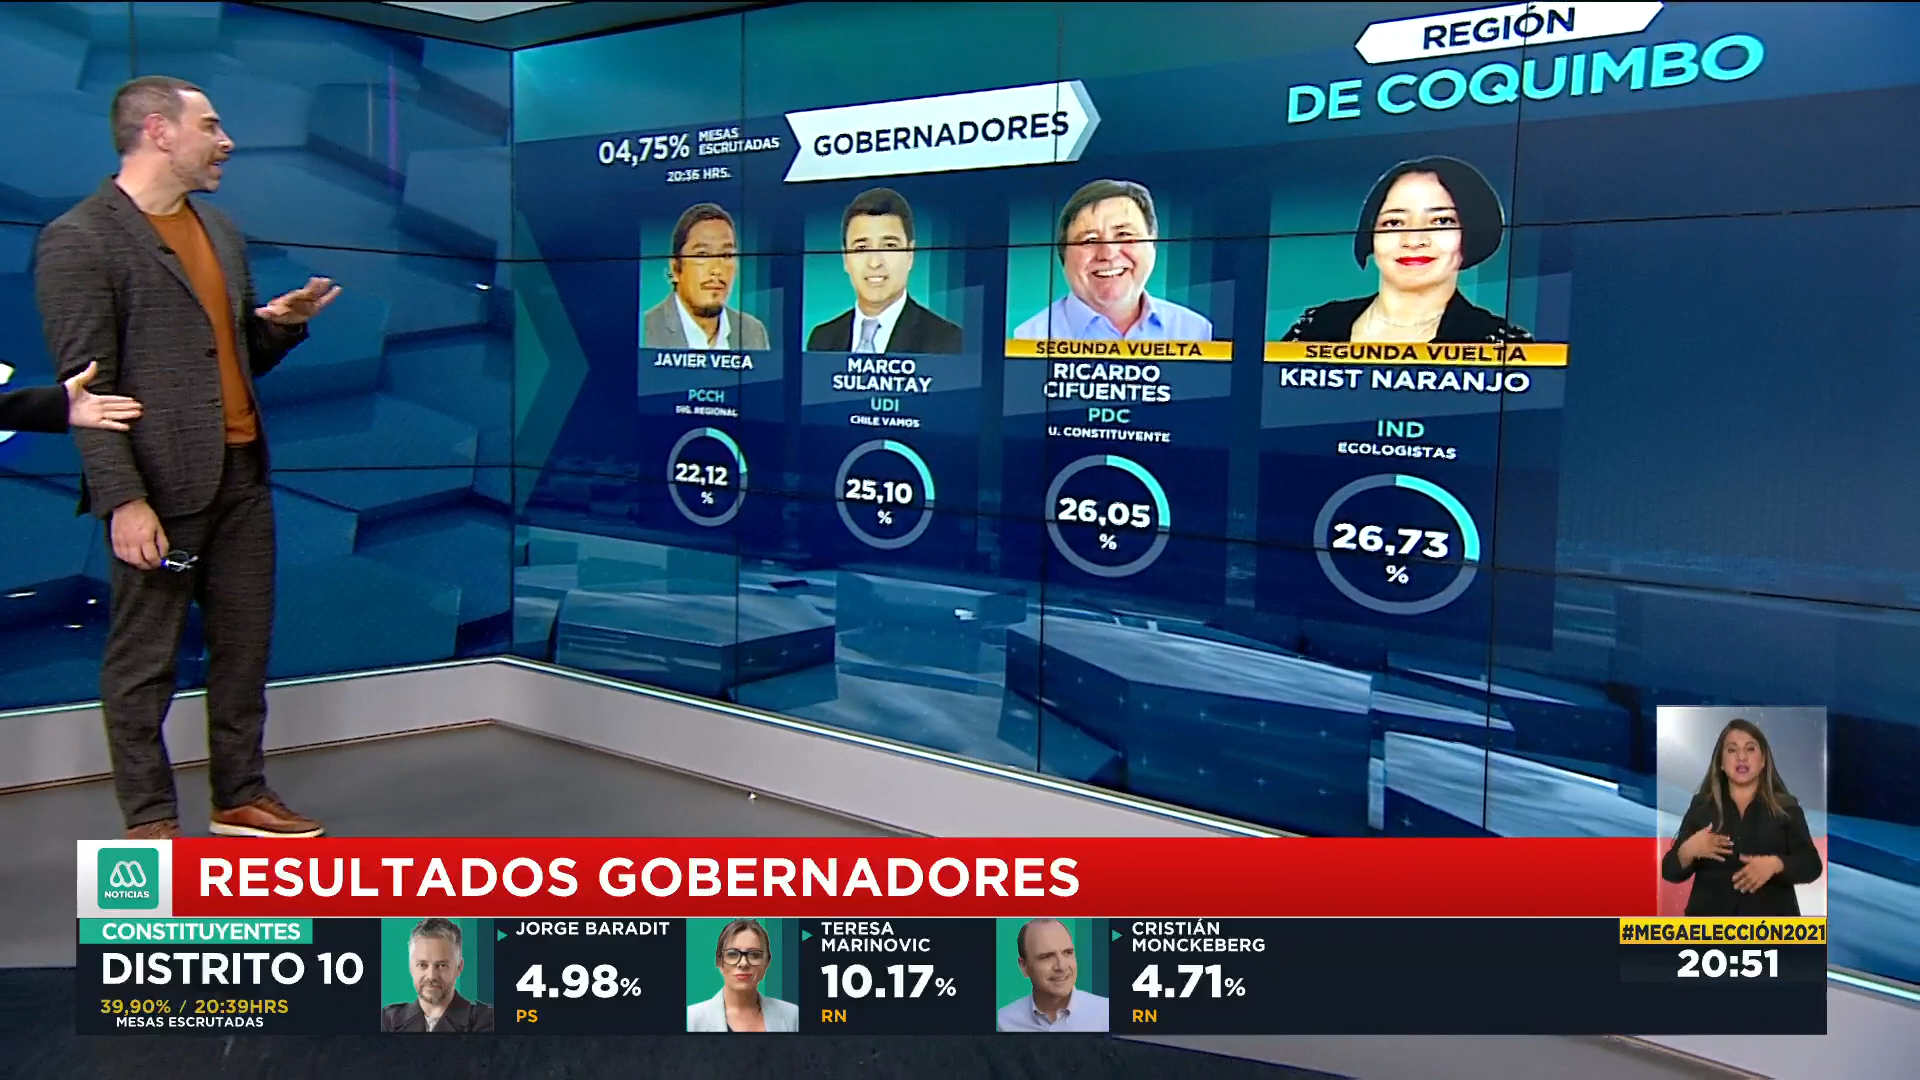 REGIÓN
DE COQUIMBO
04,75% MESAS
ESCRUTADAS
20:36 HRS.
GOBERNADORES
JAVIER VEGA
PCCH
DIG. REGIONAL
22,12
%
MARCO
SULANTAY
UDI
CHILE VAMOS
25,10
%
SEGUNDA VUELTA
RICARDO
CIFUENTES
PDC
U. CONSTITUYENTE
26,05
%
SEGUNDA VUELTA
KRIST NARANJO
IND
ECOLOGISTAS
26,73
%
NOTICIAS
RESULTADOS GOBERNADORES
CONSTITUYENTES
DISTRITO 10
39,90% / 20:39HRS
MESAS ESCRUTADAS
JORGE BARADIT
4.98%
PS
TERESA
MARINOVIC
10.17%
RN
CRISTIÁN
MONCKEBERG
4.71%
RN
#MEGAELECCIÓN2021
20:51